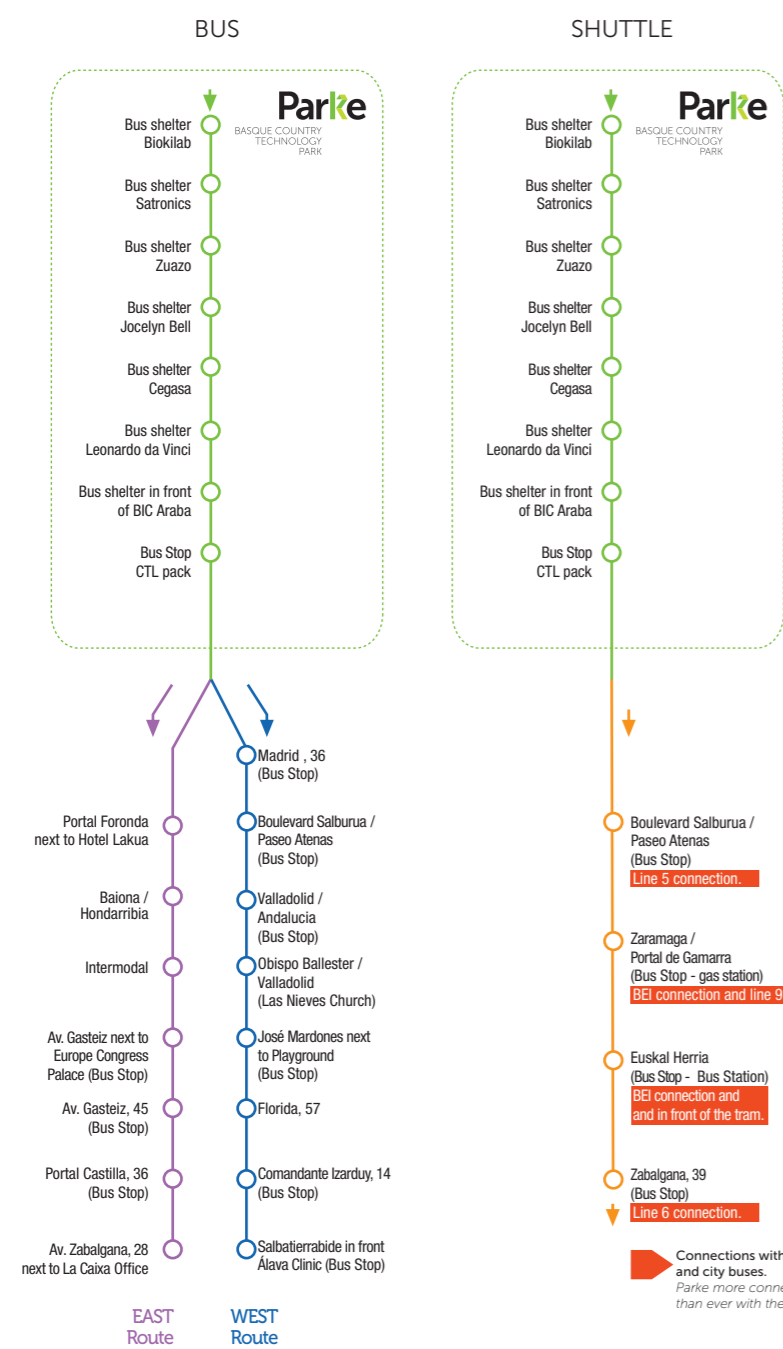 BUS
Parke
BASQUE COUNTRY
TECHNOLOGY
PARK
Bus shelter
Biokilab
Bus shelter
Satronics
Bus shelter
Zuazo
Bus shelter
Jocelyn Bell
Bus shelter
Cegasa
Bus shelter
Leonardo da Vinci
Bus shelter in front
of BIC Araba
Bus Stop
CTL pack
Portal Foronda
next to Hotel Lakua
Baiona /
Hondarribia
Intermodal
Av. Gasteiz next to
Europe Congress
Palace (Bus Stop)
Av. Gasteiz, 45
(Bus Stop)
Portal Castilla, 36
(Bus Stop)
Av. Zabalgana, 28
next to La Caixa Office
EAST
Route
Madrid , 36
(Bus Stop)
Boulevard Salburua /
Paseo Atenas
(Bus Stop)
Valladolid /
Andalucia
(Bus Stop)
Obispo Ballester /
Valladolid
(Las Nieves Church)
José Mardones next
to Playground
(Bus Stop)
Florida, 57
Comandante Izarduy, 14
(Bus Stop)
Salbatierrabide in front
Álava Clinic (Bus Stop)
WEST
Route
SHUTTLE
Parke
BASQUE COUNTRY
TECHNOLOGY
PARK
Bus shelter
Biokilab
Bus shelter
Satronics
Bus shelter
Zuazo
Bus shelter
Jocelyn Bell
Bus shelter
Cegasa
Bus shelter
Leonardo da Vinci
Bus shelter in front
of BIC Araba
Bus Stop
CTL pack
Boulevard Salburua /
Paseo Atenas
(Bus Stop)
Line 5 connection.
Zaramaga /
Portal de Gamarra
(Bus Stop - gas station)
BEI connection and line 9
Euskal Herria
(Bus Stop - Bus Station)
BEI connection and
and in front of the tram.
Zabalgana, 39
(Bus Stop)
Line 6 connection.
Connections with
and city buses.
Parke more conne
than ever with the